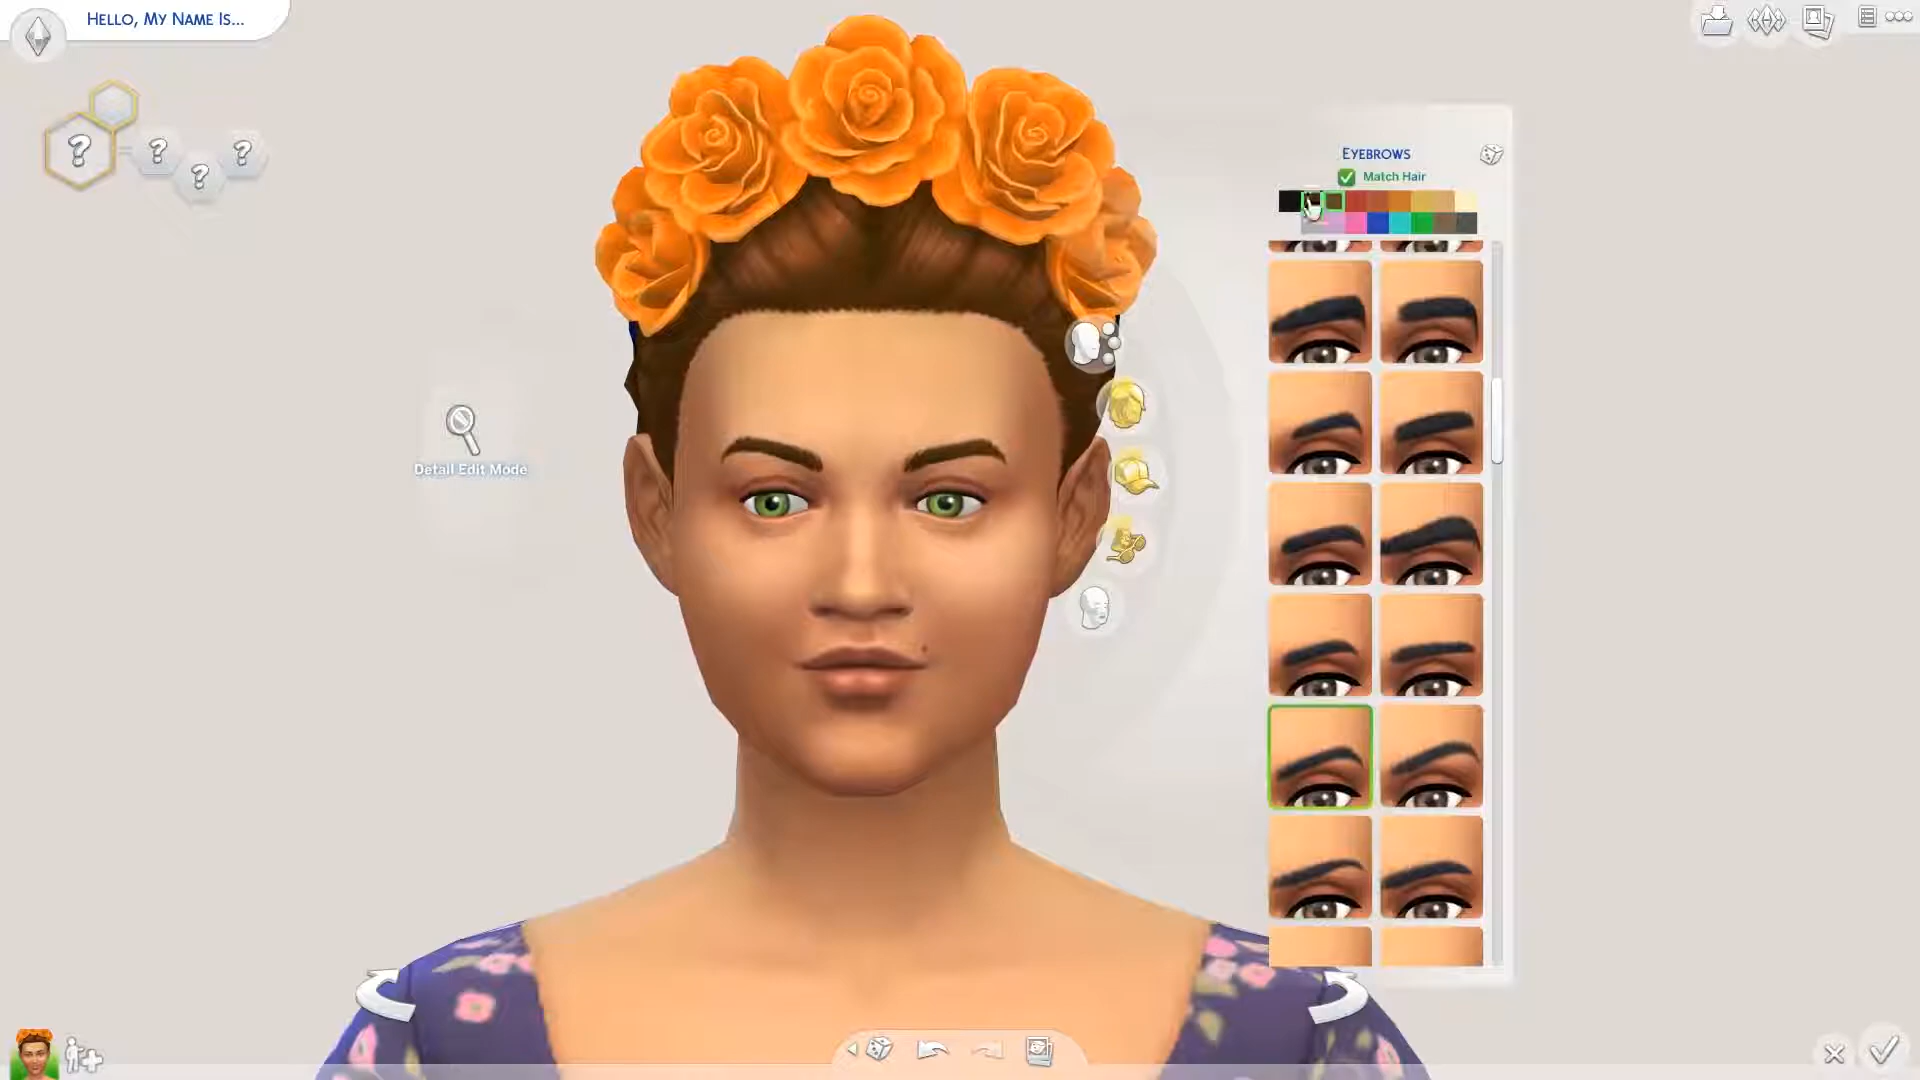 Hello, My Name Is...
? ? ? ?
Eyebrows
Match Hair
Detail Edit Mode